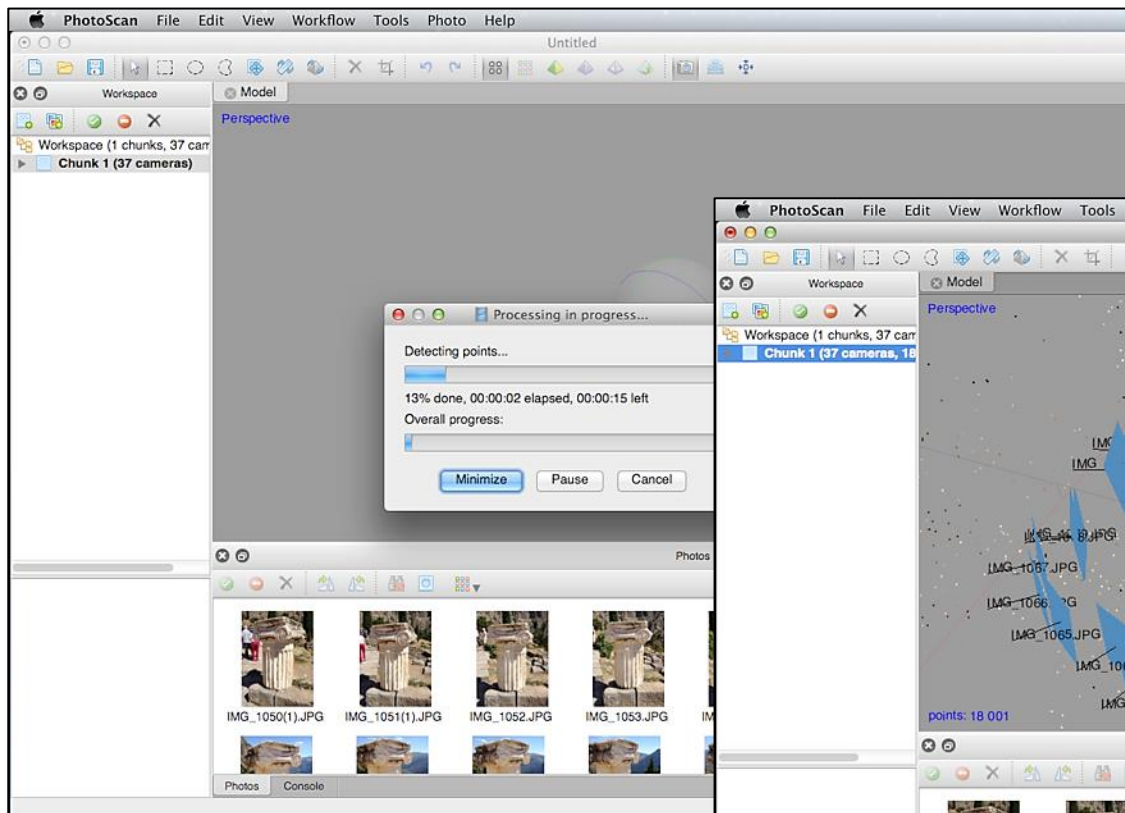 PhotoScan File Edit View Workflow Tools Photo Help
Untitled
Workspace
Model
Perspective
Workspace (1 chunks, 37 cam
Chunk 1 (37 cameras)
Processing in progress...
Detecting points...
13% done, 00:00:02 elapsed, 00:00:15 left
Overall progress:
Minimize Pause Cancel
Photos
IMG_1050(1).JPG IMG_1051(1).JPG IMG_1052.JPG IMG_1053.JPG
Photos Console
PhotoScan File Edit View Workflow Tools
Workspace
Model
Perspective
Workspace (1 chunks, 37 cam
Chunk 1 (37 cameras, 18
IMG
IMG_1067.JPG
IMG_1066.JPG
IMG_1065.JPG
points: 18 001